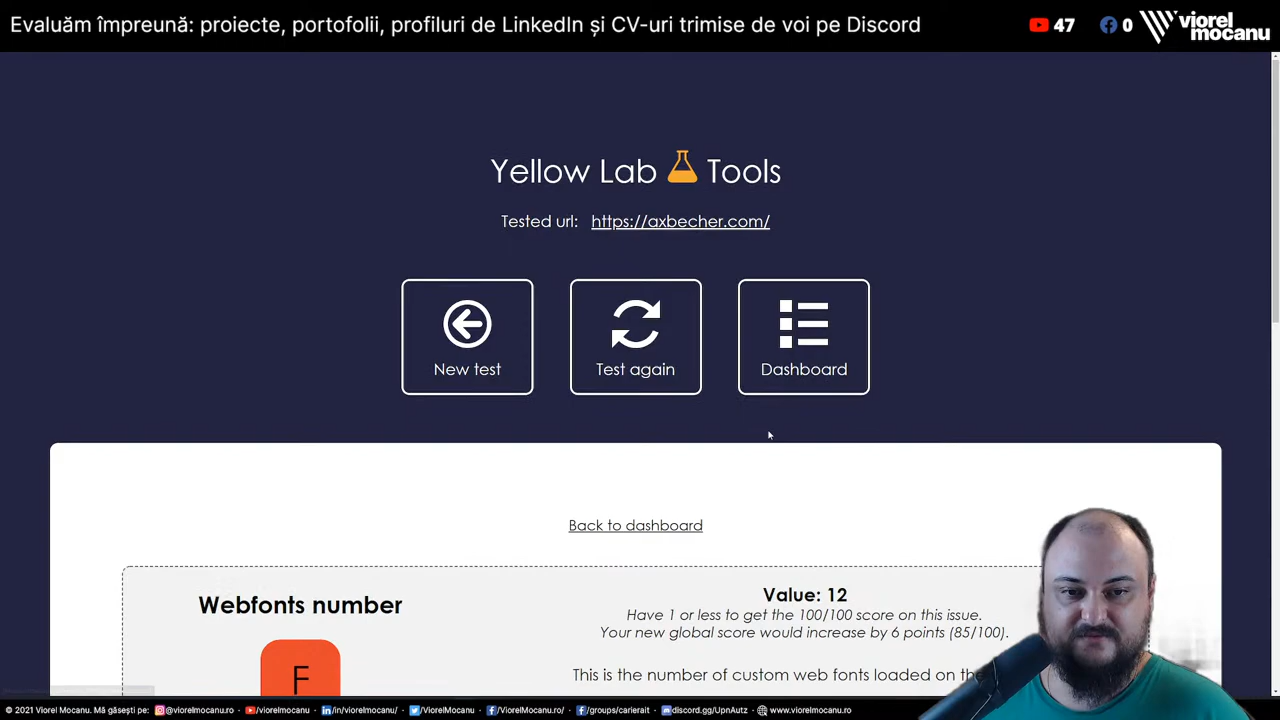 Evaluăm împreună: proiecte, portofolii, profiluri de LinkedIn și CV-uri trimise de voi pe Discord
47
0
viorel
mocanu
Yellow Lab Tools
Tested url: https://axbecher.com/
New test
Test again
Dashboard
Back to dashboard
Webfonts number
F
Value: 12
Have 1 or less to get the 100/100 score on this issue.
Your new global score would increase by 6 points (85/100).
This is the number of custom web fonts loaded on the
© 2021 Viorel Mocanu. Mă găsești pe: @viorelmocanu.ro · /viorelmocanu · /in/viorelmocanu/ · /ViorelMocanu · /ViorelMocanu.ro/ · /groups/carierait · discord.gg/UpnAutz · www.viorelmocanu.ro